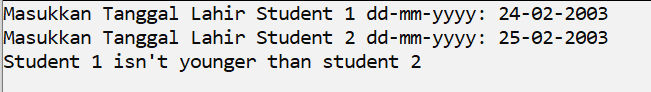 Masukkan Tanggal Lahir Student 1 dd-mm-yyyy: 24-02-2003
Masukkan Tanggal Lahir Student 2 dd-mm-yyyy: 25-02-2003
Student 1 isn't younger than student 2